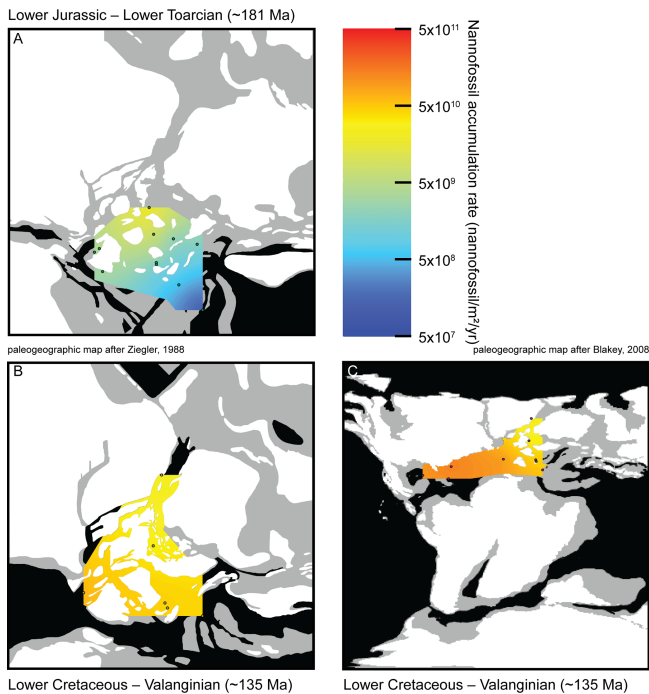 Lower Jurassic – Lower Toarcian (~181 Ma)
A
5x10¹¹
5x10¹⁰
5x10⁹
5x10⁸
5x10⁷
Nannofossil accumulation rate (nannofossil/m²/yr)
paleogeographic map after Ziegler, 1988
paleogeographic map after Blakey, 2008
B
C
Lower Cretaceous – Valanginian (~135 Ma)
Lower Cretaceous – Valanginian (~135 Ma)